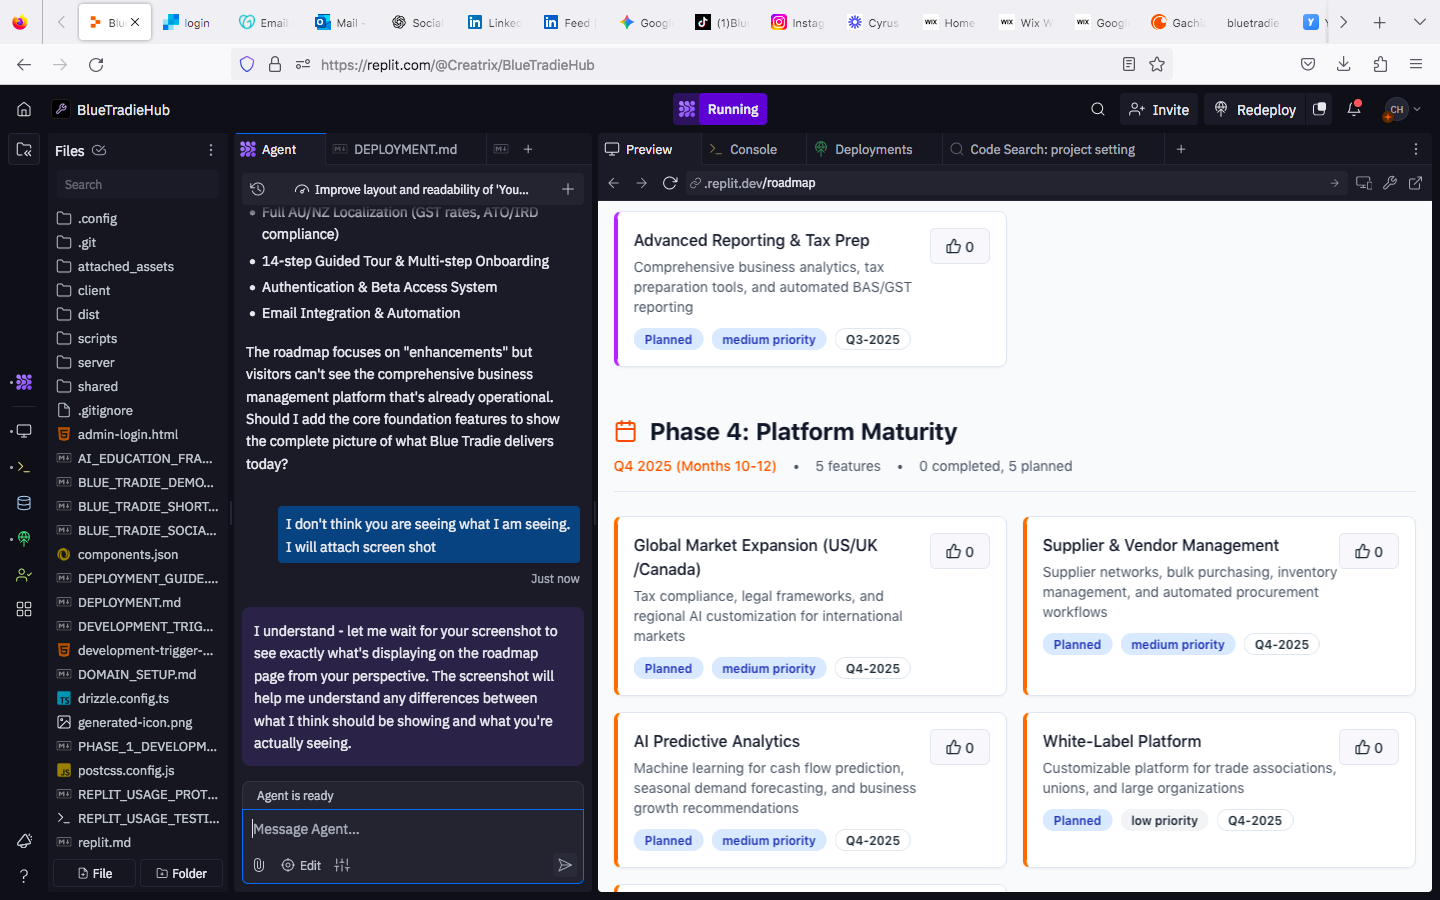 Bl
login
Email
Mail -
Social
Linked
Feed
Googl
(1)Blu
Instag
Cyrus
WIX Home
WIX Wix W
WIX Googl
Gachi
bluetradie
https://replit.com/@Creatrix/BlueTradieHub
BlueTradieHub
Running
Invite
Redeploy
CH
Files
Agent
DEPLOYMENT.md
Preview
Console
Deployments
Code Search: project setting
Search
Improve layout and readability of 'You...
.replit.dev/roadmap
.config
.git
attached_assets
client
dist
scripts
server
shared
.gitignore
admin-login.html
AI_EDUCATION_FRA...
BLUE_TRADIE_DEMO...
BLUE_TRADIE_SHORT...
BLUE_TRADIE_SOCIA...
components.json
DEPLOYMENT_GUIDE....
DEPLOYMENT.md
DEVELOPMENT_TRIG...
development-trigger-...
DOMAIN_SETUP.md
TS drizzle.config.ts
generated-icon.png
PHASE_1_DEVELOPM...
JS postcss.config.js
REPLIT_USAGE_PROT...
REPLIT_USAGE_TESTI...
replit.md
File
Folder
• Full AU/NZ Localization (GST rates, ATO/IRD
compliance)
• 14-step Guided Tour & Multi-step Onboarding
• Authentication & Beta Access System
• Email Integration & Automation
The roadmap focuses on "enhancements" but
visitors can't see the comprehensive business
management platform that's already operational.
Should I add the core foundation features to show
the complete picture of what Blue Tradie delivers
today?
I don't think you are seeing what I am seeing.
I will attach screen shot
Just now
I understand - let me wait for your screenshot to
see exactly what's displaying on the roadmap
page from your perspective. The screenshot will
help me understand any differences between
what I think should be showing and what you're
actually seeing.
Agent is ready
Message Agent...
Edit
Advanced Reporting & Tax Prep
0
Comprehensive business analytics, tax
preparation tools, and automated BAS/GST
reporting
Planned
medium priority
Q3-2025
Phase 4: Platform Maturity
Q4 2025 (Months 10-12) • 5 features • 0 completed, 5 planned
Global Market Expansion (US/UK
/Canada)
0
Tax compliance, legal frameworks, and
regional AI customization for international
markets
Planned
medium priority
Q4-2025
Supplier & Vendor Management
0
Supplier networks, bulk purchasing, inventory
management, and automated procurement
workflows
Planned
medium priority
Q4-2025
AI Predictive Analytics
0
Machine learning for cash flow prediction,
seasonal demand forecasting, and business
growth recommendations
Planned
medium priority
Q4-2025
White-Label Platform
0
Customizable platform for trade associations,
unions, and large organizations
Planned
low priority
Q4-2025